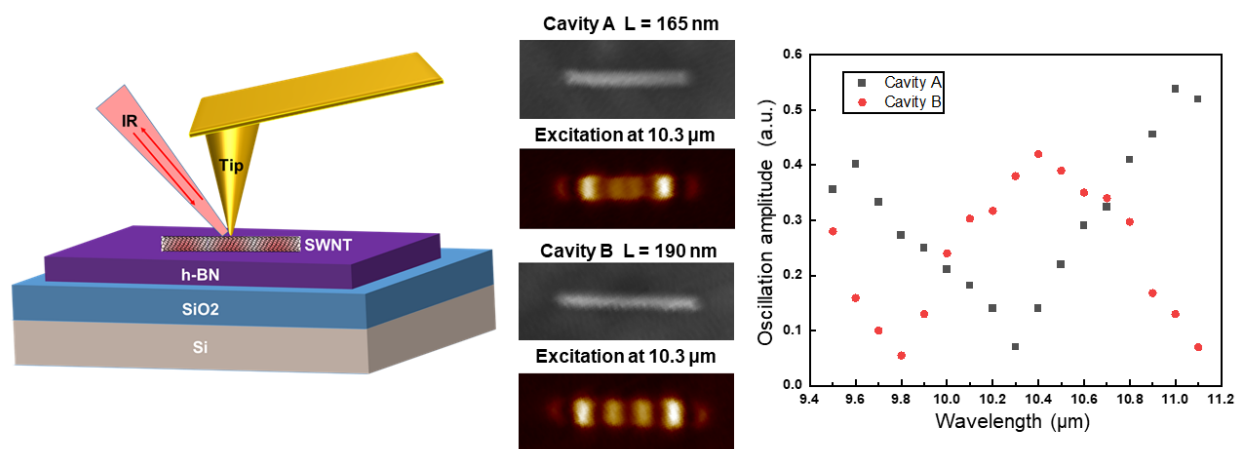 IR
Tip
SWNT
h-BN
SiO2
Si
Cavity A L = 165 nm
Excitation at 10.3 µm
Cavity B L = 190 nm
Excitation at 10.3 µm
Oscillation amplitude (a.u.)
0.6
0.5
0.4
0.3
0.2
0.1
0.0
Cavity A
Cavity B
9.4 9.6 9.8 10.0 10.2 10.4 10.6 10.8 11.0 11.2
Wavelength (µm)